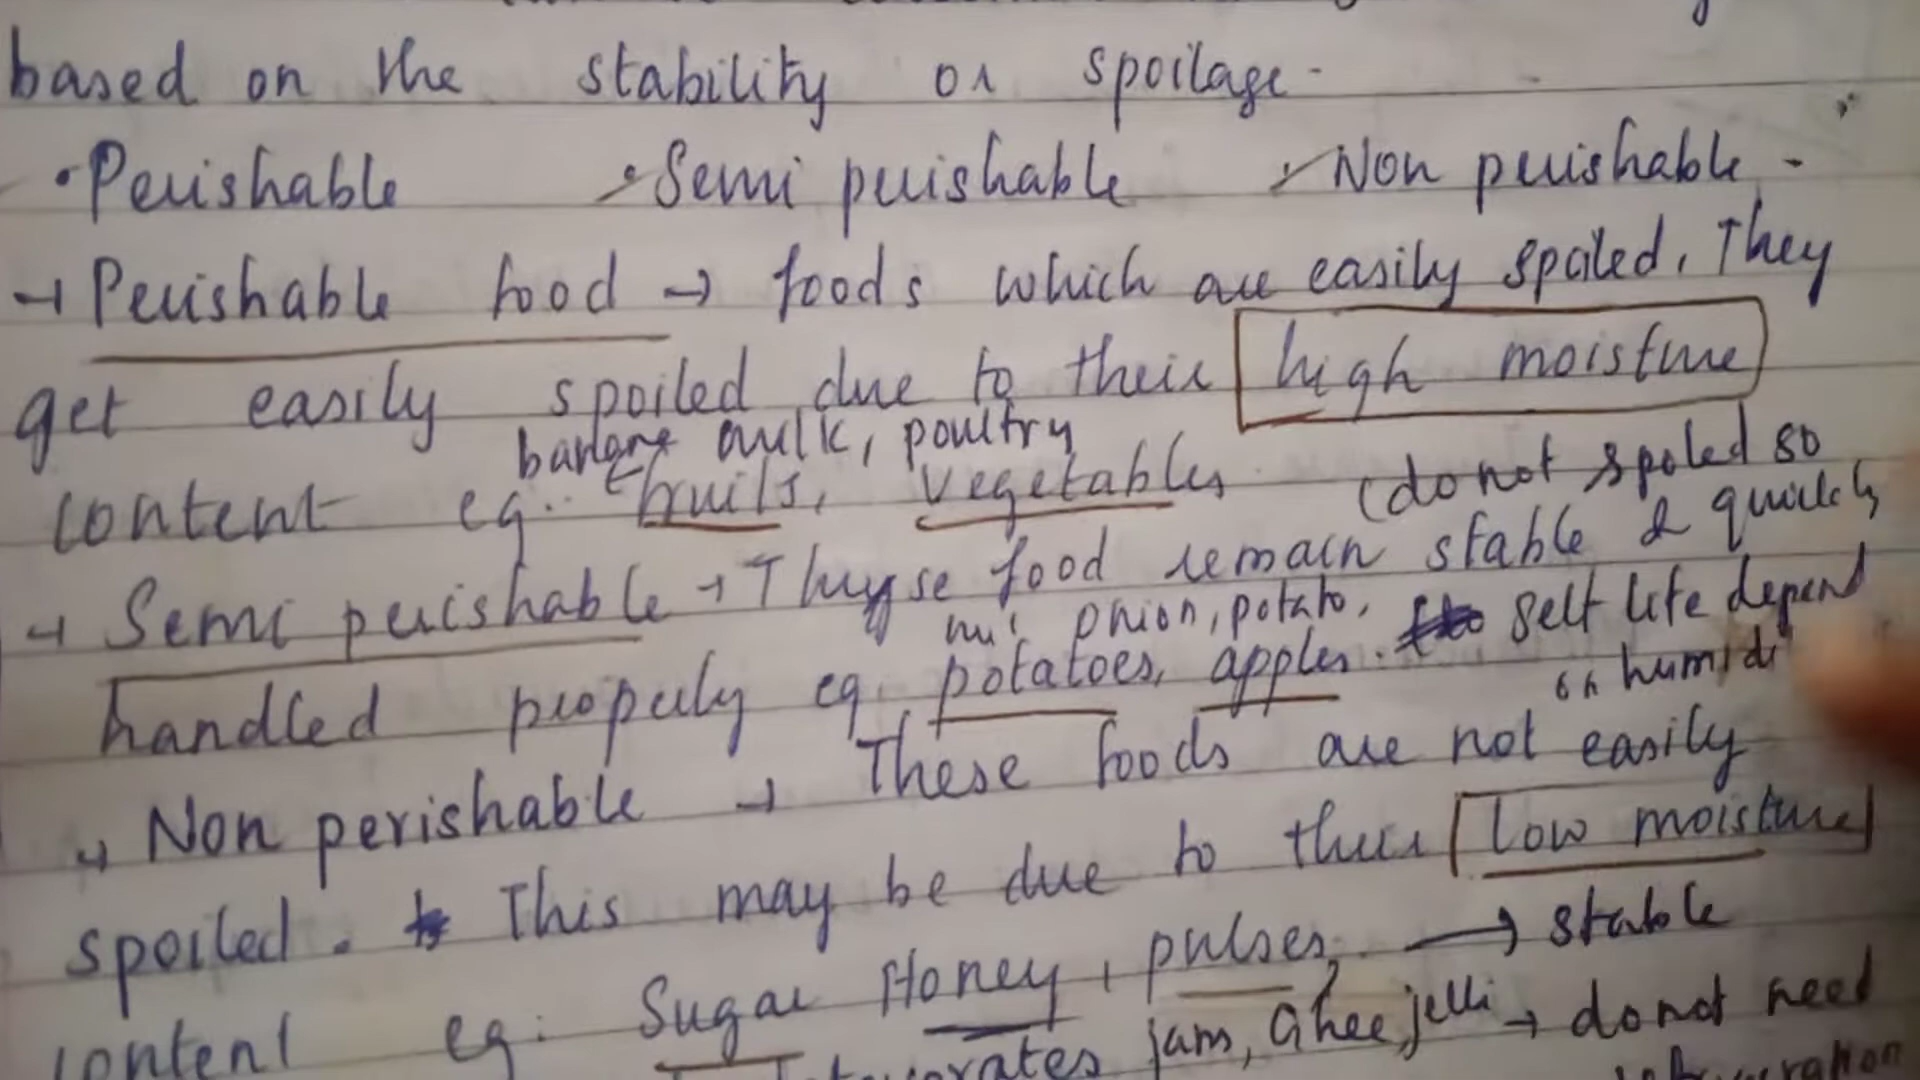 based on the stability or spoilage.
• Perishable • Semi perishable • Non perishable.
→ Perishable food → foods which are easily spoiled. They
get easily spoiled due to their high moisture
banana milk, poultry
content eg. fruits, vegetables
(do not spoled so
quickly
→ Semi perishable → These food remain stable &
onion, potato, self life depend
on
handled properly eg. potatoes, apples.
→ Non perishable → These foods are not easily
spoiled. This may be due to their low moisture
content eg: Sugar Honey, pulses, → stable
jam, Ghee, jelli → do not need